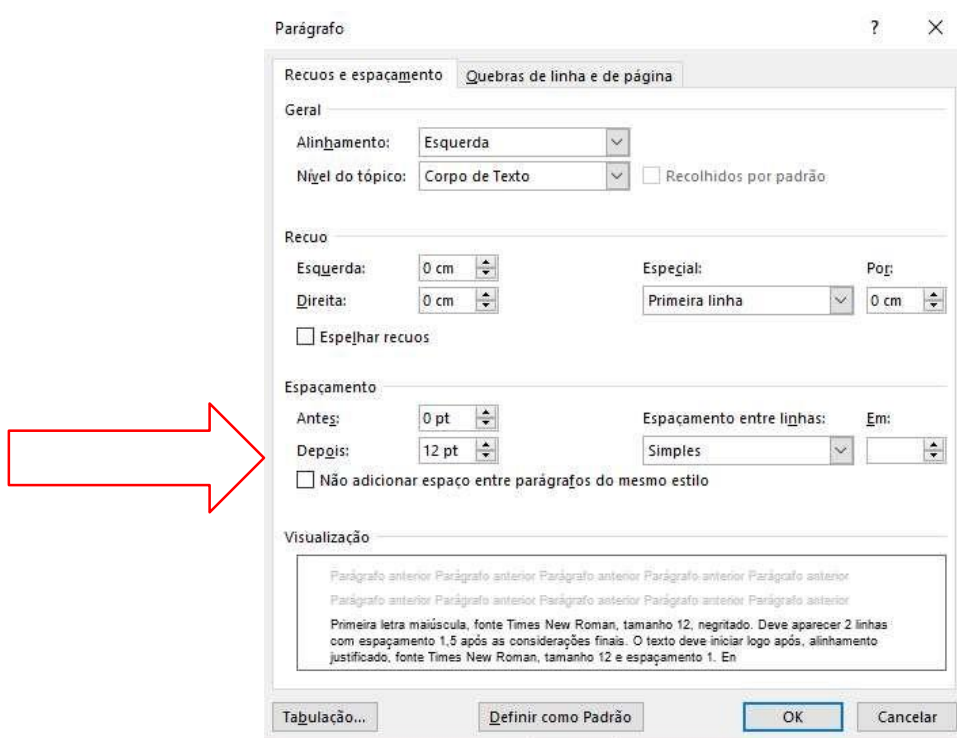 Parágrafo ?
Recuos e espaçamento Quebras de linha e de página
Geral
Alinhamento: Esquerda
Nível do tópico: Corpo de Texto Recolhidos por padrão
Recuo
Esquerda: 0 cm Especial: Por:
Direita: 0 cm Primeira linha 0 cm
Espelhar recuos
Espaçamento
Antes: 0 pt Espaçamento entre linhas: Em:
Depois: 12 pt Simples
Não adicionar espaço entre parágrafos do mesmo estilo
Visualização
Parágrafo anterior Parágrafo anterior Parágrafo anterior Parágrafo anterior Parágrafo anterior
Parágrafo anterior Parágrafo anterior Parágrafo anterior Parágrafo anterior Parágrafo anterior
Primeira letra maiúscula, fonte Times New Roman, tamanho 12, negritado. Deve aparecer 2 linhas
com espaçamento 1,5 após as considerações finais. O texto deve iniciar logo após, alinhamento
justificado, fonte Times New Roman, tamanho 12 e espaçamento 1. En
Tabulação... Definir como Padrão OK Cancelar